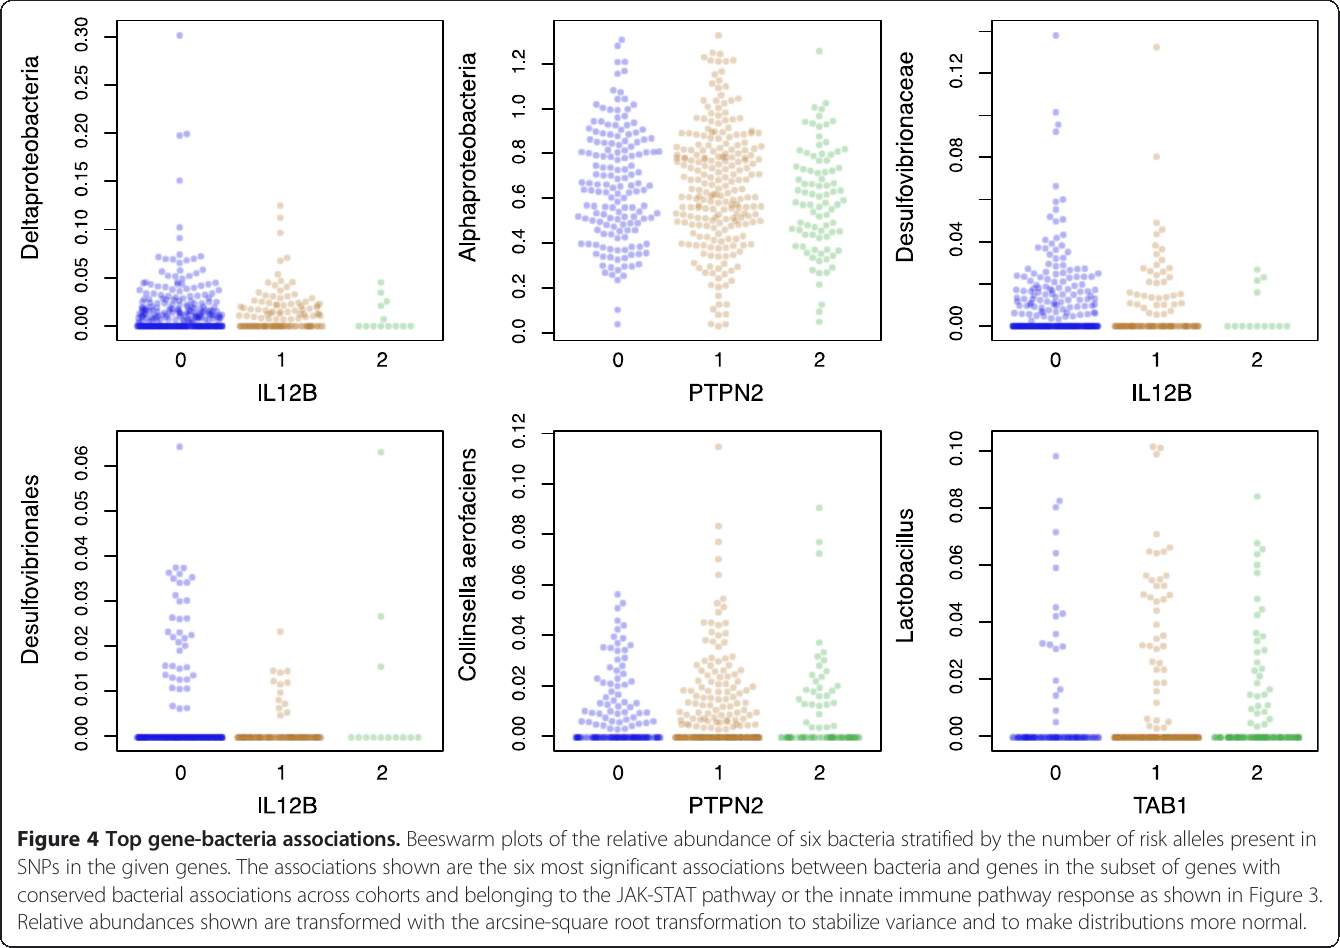 Deltaproteobacteria
0.00 0.05 0.10 0.15 0.20 0.25 0.30
0 1 2
IL12B
Alphaproteobacteria
0.0 0.2 0.4 0.6 0.8 1.0 1.2
0 1 2
PTPN2
Desulfovibrionaceae
0.00 0.04 0.08 0.12
0 1 2
IL12B
Desulfovibrionales
0.00 0.01 0.02 0.03 0.04 0.05 0.06
0 1 2
IL12B
Collinsella aerofaciens
0.00 0.02 0.04 0.06 0.08 0.10 0.12
0 1 2
PTPN2
Lactobacillus
0.00 0.02 0.04 0.06 0.08 0.10
0 1 2
TAB1
Figure 4 Top gene-bacteria associations. Beeswarm plots of the relative abundance of six bacteria stratified by the number of risk alleles present in
SNPs in the given genes. The associations shown are the six most significant associations between bacteria and genes in the subset of genes with
conserved bacterial associations across cohorts and belonging to the JAK-STAT pathway or the innate immune pathway response as shown in Figure 3.
Relative abundances shown are transformed with the arcsine-square root transformation to stabilize variance and to make distributions more normal.